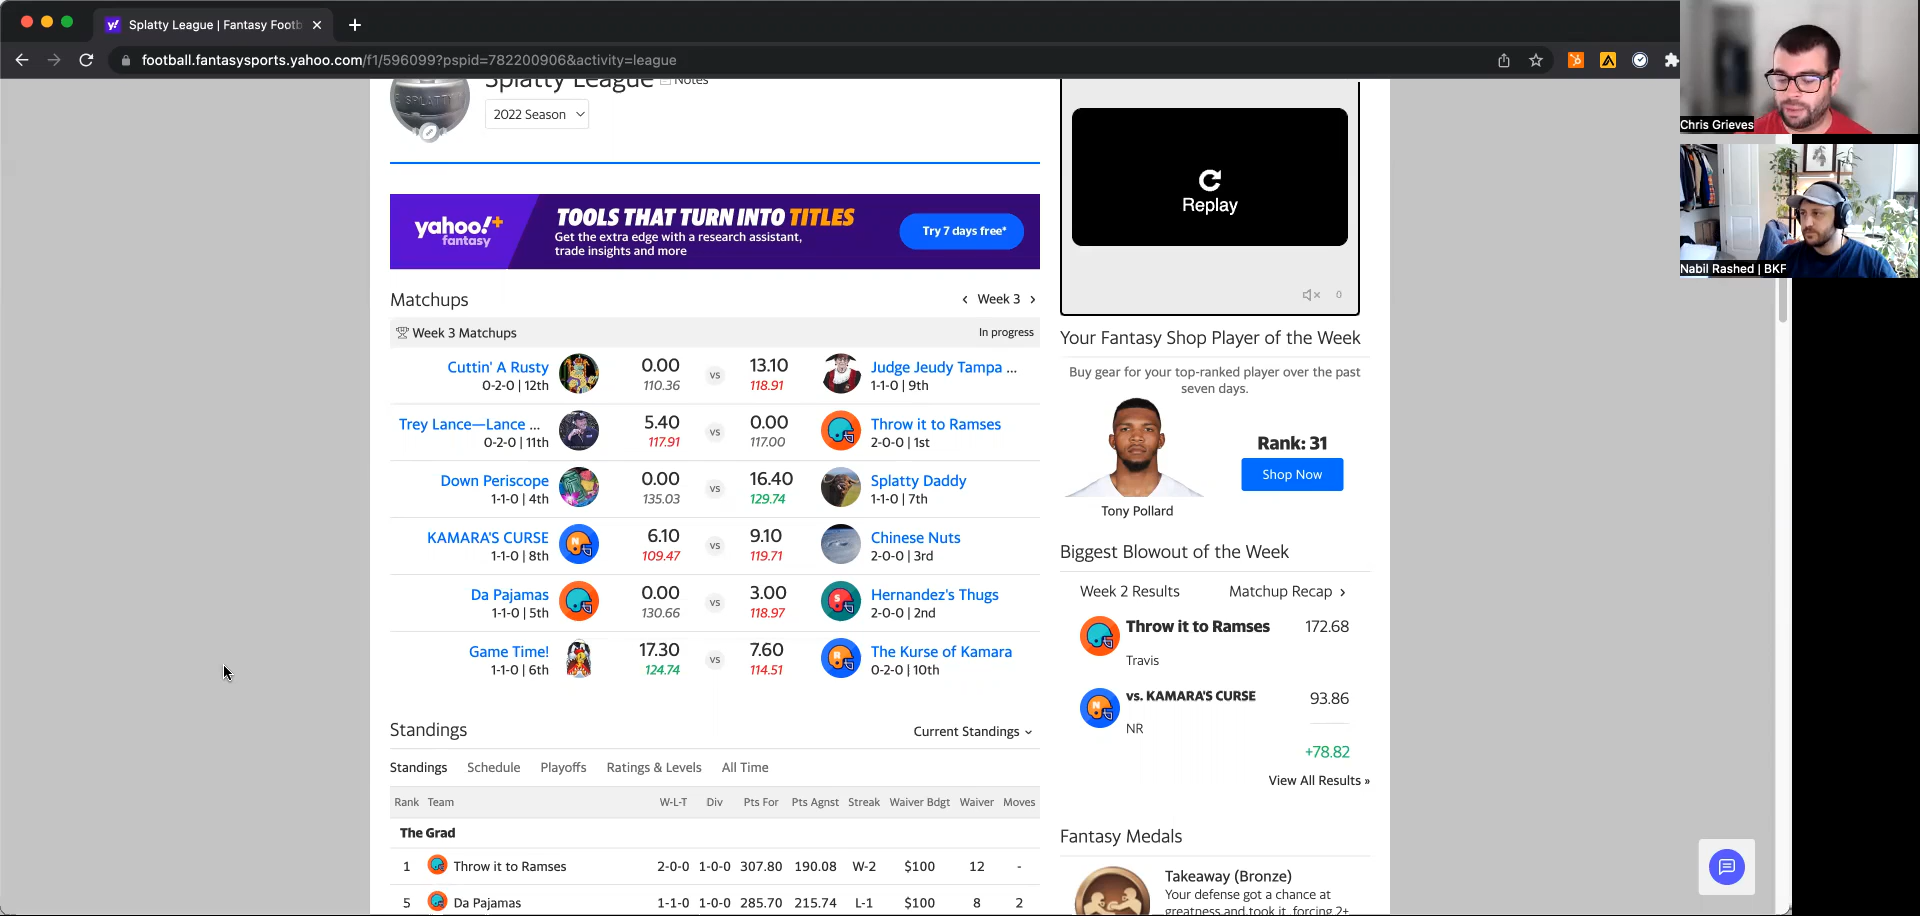 Splatty League | Fantasy Footb
football.fantasysports.yahoo.com/f1/596099?pspid=782200906&activity=league
Chris Grieves
Nabil Rashed | BKF
Splatty League Notes
2022 Season
yahoo!+ fantasy
TOOLS THAT TURN INTO TITLES
Get the extra edge with a research assistant,
trade insights and more
Try 7 days free*
Matchups
Week 3
Week 3 Matchups In progress
Cuttin' A Rusty 0.00 vs 13.10 Judge Jeudy Tampa ...
0-2-0 | 12th 110.36 118.91 1-1-0 | 9th
Trey Lance—Lance ... 5.40 vs 0.00 Throw it to Ramses
0-2-0 | 11th 117.91 117.00 2-0-0 | 1st
Down Periscope 0.00 vs 16.40 Splatty Daddy
1-1-0 | 4th 135.03 129.74 1-1-0 | 7th
KAMARA'S CURSE 6.10 vs 9.10 Chinese Nuts
1-1-0 | 8th 109.47 119.71 2-0-0 | 3rd
Da Pajamas 0.00 vs 3.00 Hernandez's Thugs
1-1-0 | 5th 130.66 118.97 2-0-0 | 2nd
Game Time! 17.30 vs 7.60 The Kurse of Kamara
1-1-0 | 6th 124.74 114.51 0-2-0 | 10th
Standings
Current Standings
Standings Schedule Playoffs Ratings & Levels All Time
Rank Team W-L-T Div Pts For Pts Agnst Streak Waiver Bdgt Waiver Moves
The Grad
1 Throw it to Ramses 2-0-0 1-0-0 307.80 190.08 W-2 $100 12 -
5 Da Pajamas 1-1-0 1-0-0 285.70 215.74 L-1 $100 8 2
Replay
0
Your Fantasy Shop Player of the Week
Buy gear for your top-ranked player over the past
seven days.
Rank: 31
Shop Now
Tony Pollard
Biggest Blowout of the Week
Week 2 Results Matchup Recap
Throw it to Ramses 172.68
Travis
vs. KAMARA'S CURSE 93.86
NR
+78.82
View All Results »
Fantasy Medals
Takeaway (Bronze)
Your defense got a chance at
greatness and took it, forcing 2+